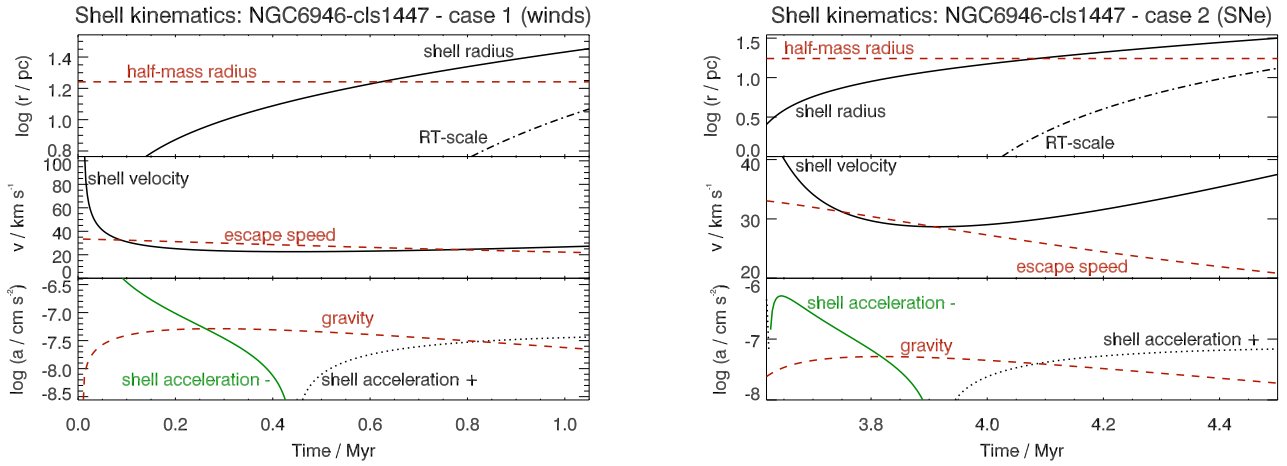 Shell kinematics: NGC6946-cls1447 - case 1 (winds)
log (r / pc)
1.4
1.2
1.0
0.8
shell radius
half-mass radius
RT-scale
v / km s⁻¹
100
80
60
40
20
0
shell velocity
escape speed
log (a / cm s⁻²)
-6.5
-7.0
-7.5
-8.0
-8.5
gravity
shell acceleration -
shell acceleration +
0.0 0.2 0.4 0.6 0.8 1.0
Time / Myr
Shell kinematics: NGC6946-cls1447 - case 2 (SNe)
log (r / pc)
1.5
1.0
0.5
0.0
half-mass radius
shell radius
RT-scale
v / km s⁻¹
40
30
20
shell velocity
escape speed
log (a / cm s⁻²)
-6
-7
-8
shell acceleration -
gravity
shell acceleration +
3.8 4.0 4.2 4.4
Time / Myr